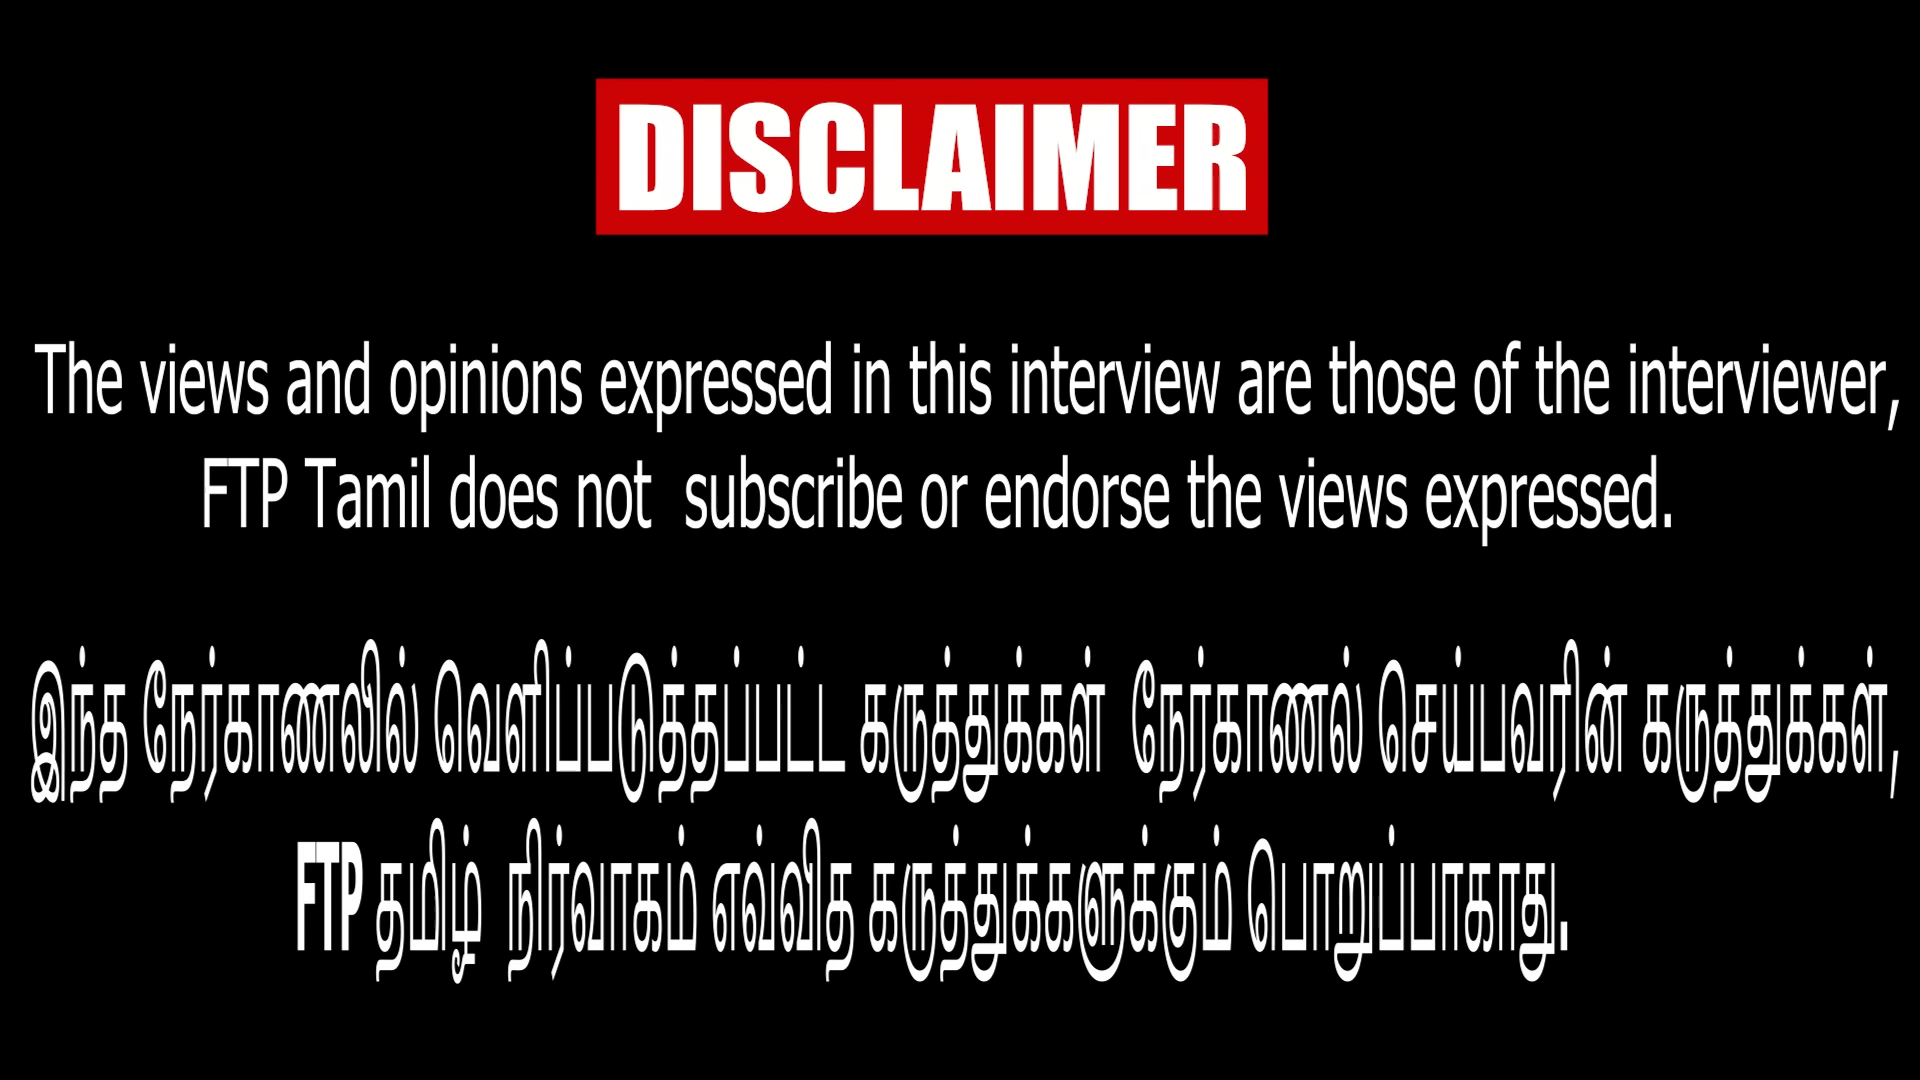 DISCLAIMER
The views and opinions expressed in this interview are those of the interviewer,
FTP Tamil does not subscribe or endorse the views expressed.
இந்த நேர்காணலில் வெளிப்படுத்தப்பட்ட கருத்துக்கள் நேர்காணல் செய்பவரின் கருத்துக்கள்,
FTP தமிழ் நிர்வாகம் எவ்வித கருத்துக்களுக்கும் பொறுப்பாகாது.